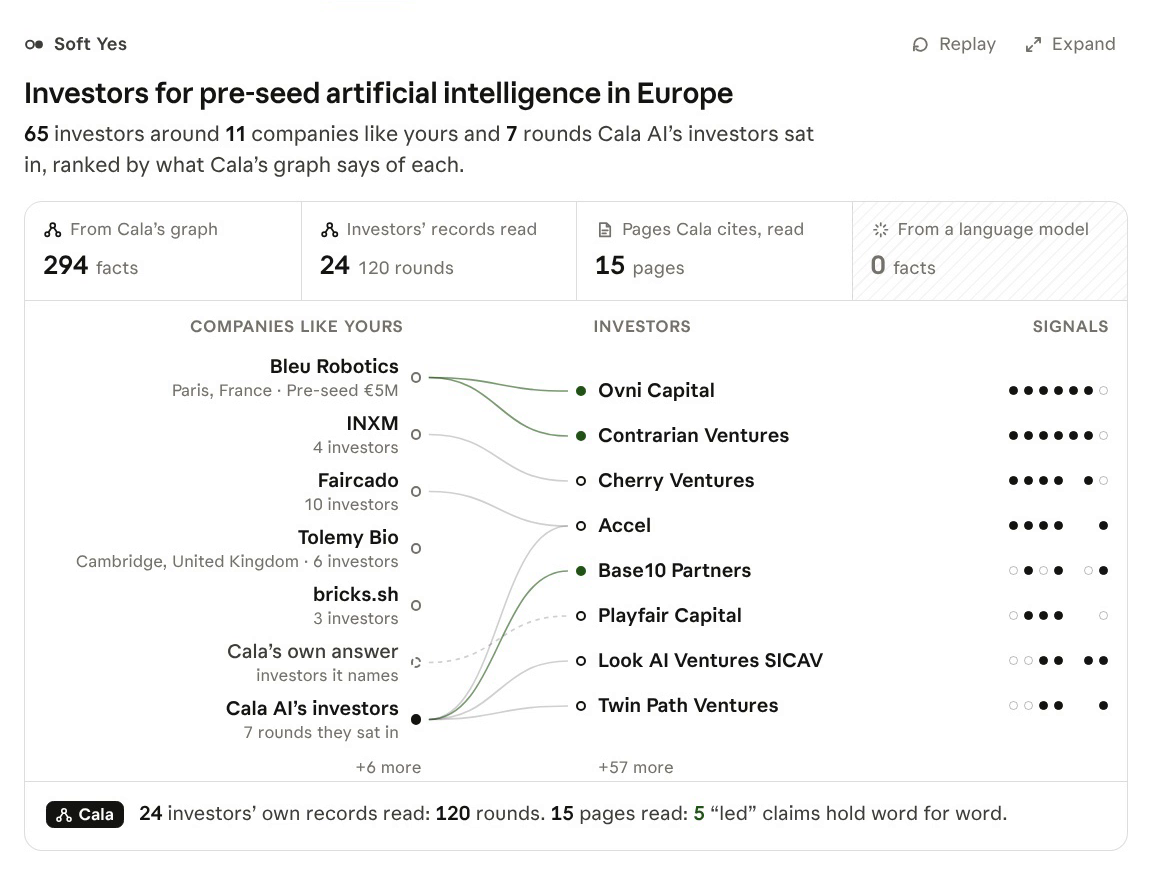 Soft Yes
Replay
Expand
Investors for pre-seed artificial intelligence in Europe
65 investors around 11 companies like yours and 7 rounds Cala AI’s investors sat
in, ranked by what Cala’s graph says of each.
From Cala’s graph
294 facts
Investors’ records read
24 120 rounds
Pages Cala cites, read
15 pages
From a language model
0 facts
COMPANIES LIKE YOURS
INVESTORS
SIGNALS
Bleu Robotics
Paris, France · Pre-seed €5M
INXM
4 investors
Faircado
10 investors
Tolemy Bio
Cambridge, United Kingdom · 6 investors
bricks.sh
3 investors
Cala’s own answer
investors it names
Cala AI’s investors
7 rounds they sat in
+6 more
Ovni Capital
Contrarian Ventures
Cherry Ventures
Accel
Base10 Partners
Playfair Capital
Look AI Ventures SICAV
Twin Path Ventures
+57 more
Cala
24 investors’ own records read: 120 rounds. 15 pages read: 5 “led” claims hold word for word.